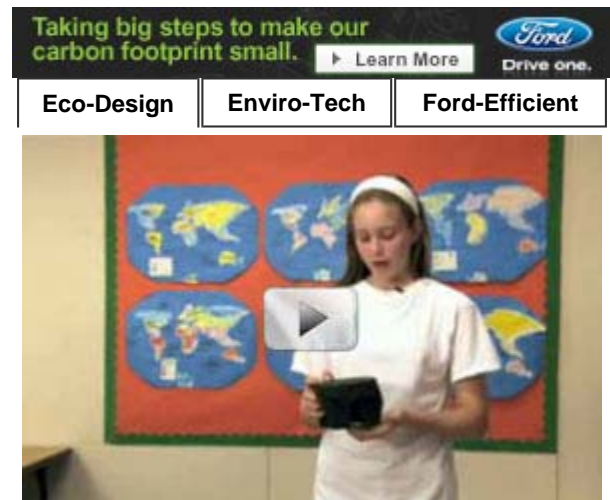 Taking big steps to make our
carbon footprint small.
Learn More
Ford
Drive one.
Eco-Design
Enviro-Tech
Ford-Efficient